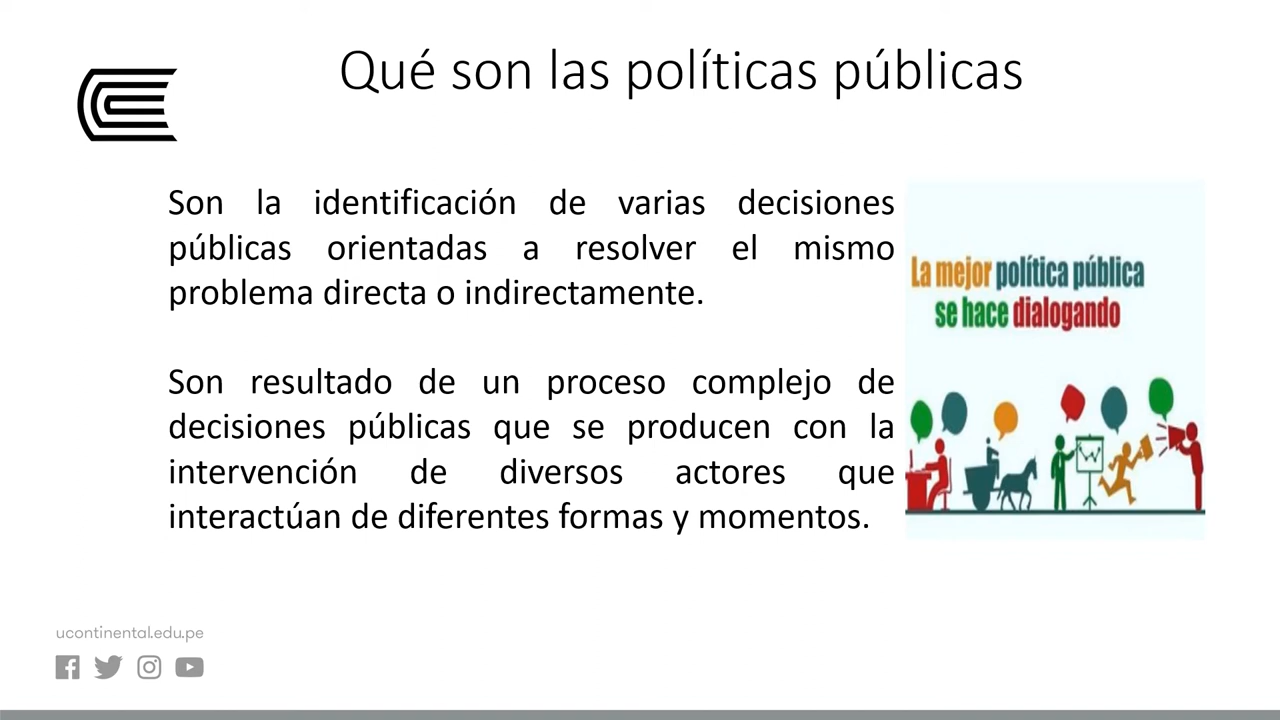 Qué son las políticas públicas
Son la identificación de varias decisiones
públicas orientadas a resolver el mismo
problema directa o indirectamente.
Son resultado de un proceso complejo de
decisiones públicas que se producen con la
intervención de diversos actores que
interactúan de diferentes formas y momentos.
La mejor política pública
se hace dialogando
ucontinental.edu.pe